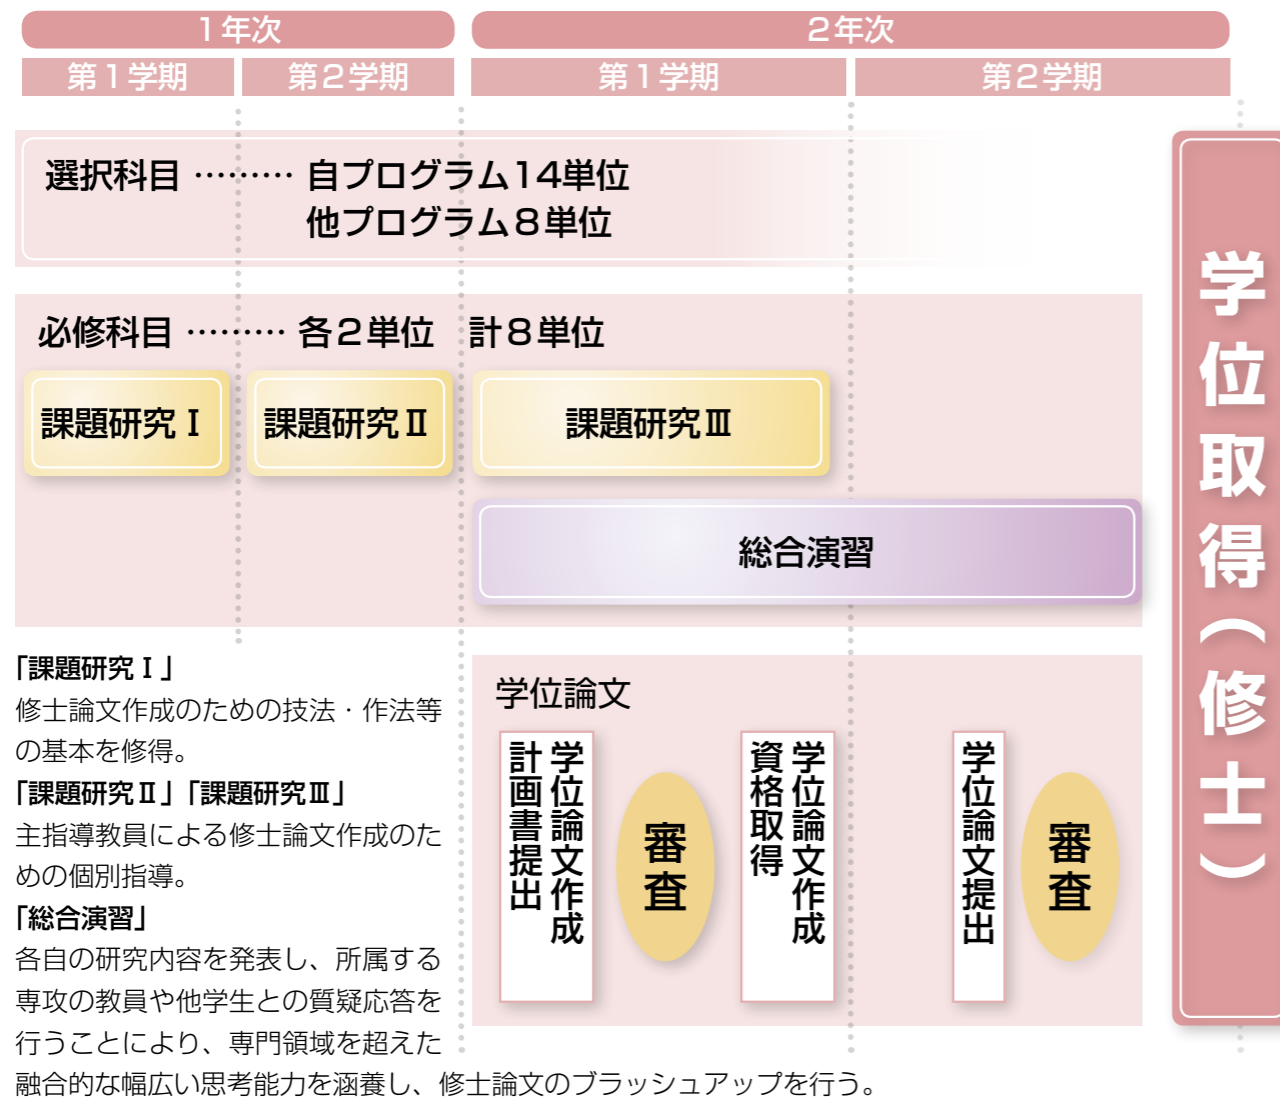 1年次
2年次
第1学期
第2学期
第1学期
第2学期
選択科目 ……… 自プログラム14単位
他プログラム8単位
必修科目 ……… 各2単位　計8単位
課題研究Ⅰ
課題研究Ⅱ
課題研究Ⅲ
総合演習
「課題研究Ⅰ」
修士論文作成のための技法・作法等
の基本を修得。
「課題研究Ⅱ」「課題研究Ⅲ」
主指導教員による修士論文作成のた
めの個別指導。
「総合演習」
各自の研究内容を発表し、所属する
専攻の教員や他学生との質疑応答を
行うことにより、専門領域を超えた
融合的な幅広い思考能力を涵養し、修士論文のブラッシュアップを行う。
学位論文
学位論文作成
計画書提出
審査
学位論文作成
資格取得
学位論文提出
審査
学位取得（修士）